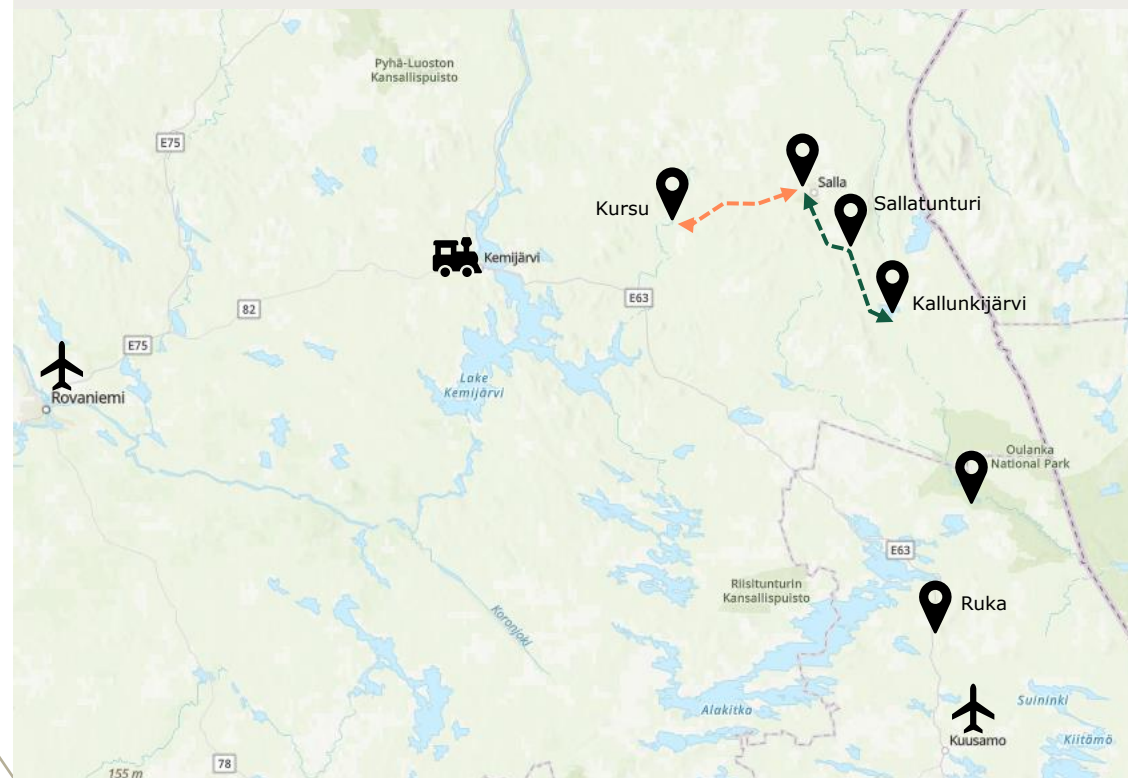 Pyhä-Luoston
Kansallispuisto
E75
Salla
Kursu
Sallatunturi
Kemijärvi
E63
Kallunkijärvi
82
E75
Rovaniemi
Lake
Kemijärvi
Oulanka
National Park
E63
Riisitunturin
Kansallispuisto
Ruka
Koronjoki
Suininki
Alakitka
Kuusamo
Kiitämä
78
155 m